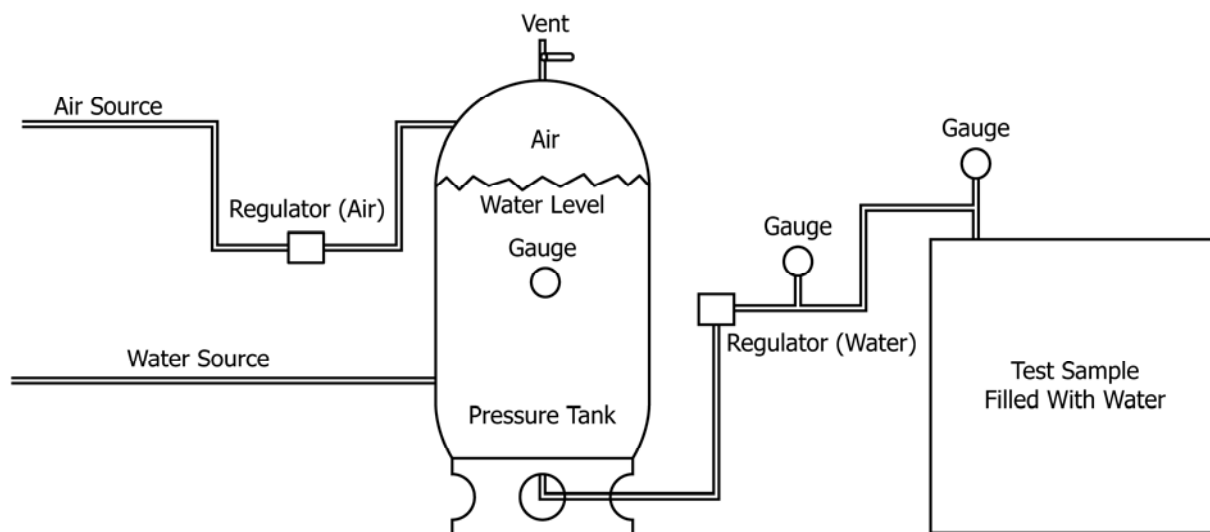 Vent
Air Source
Air
Gauge
Regulator (Air)
Water Level
Gauge
Gauge
Regulator (Water)
Water Source
Test Sample
Filled With Water
Pressure Tank